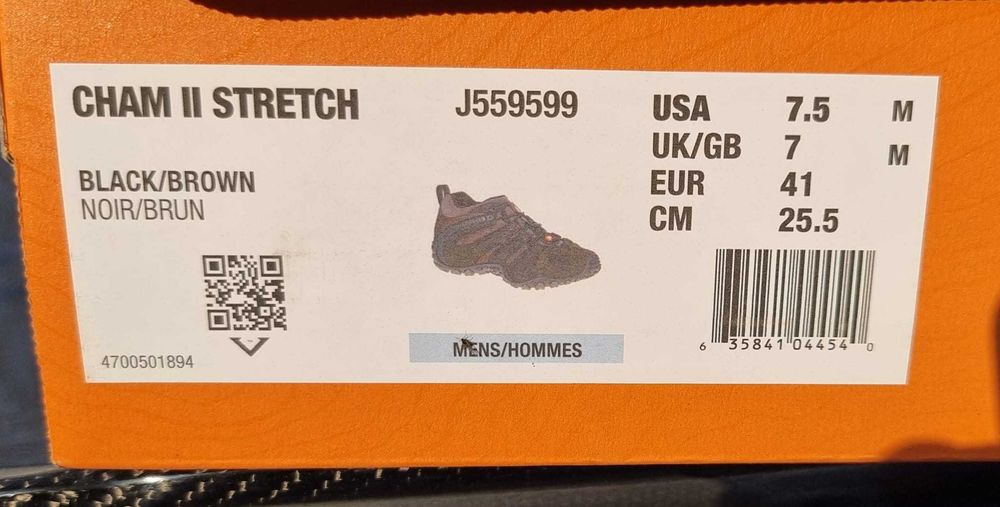 CHAM II STRETCH
J559599
USA 7.5 M
UK/GB 7 M
EUR 41
CM 25.5
BLACK/BROWN
NOIR/BRUN
4700501894
MENS/HOMMES
6 35841 04454 0